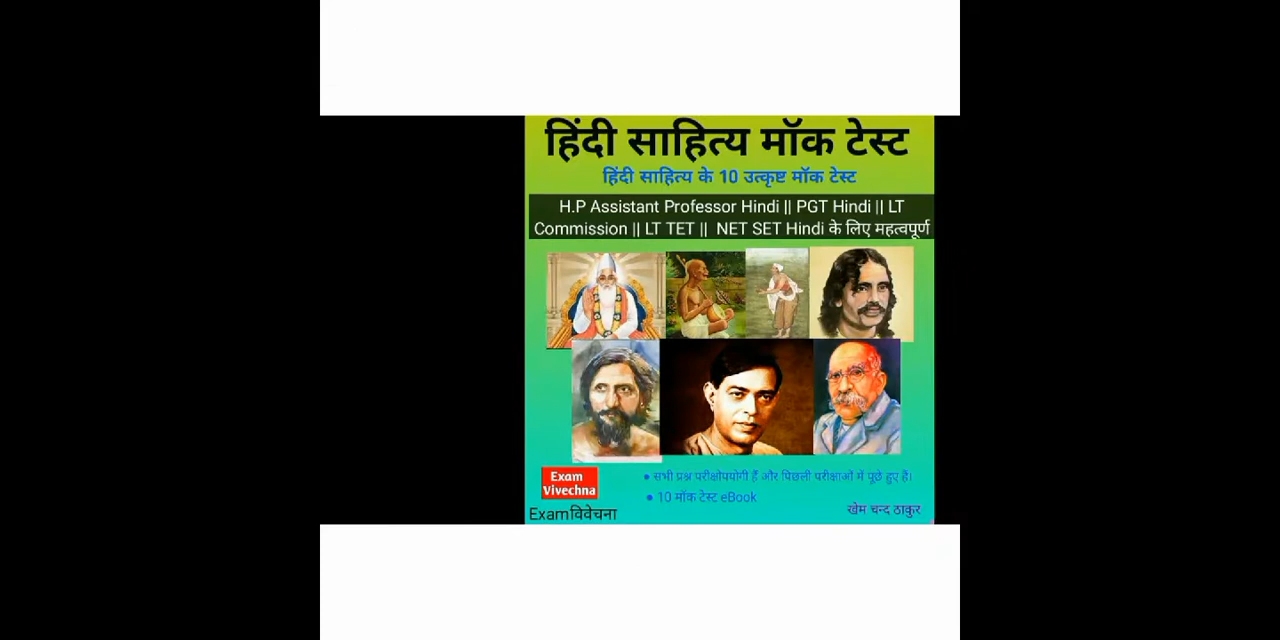 हिंदी साहित्य मॉक टेस्ट
हिंदी साहित्य के 10 उत्कृष्ट मॉक टेस्ट
H.P Assistant Professor Hindi || PGT Hindi || LT
Commission || LT TET || NET SET Hindi के लिए महत्वपूर्ण
Exam
Vivechna
• सभी प्रश्न परीक्षोपयोगी हैं और पिछली परीक्षाओं में पूछे हुए हैं।
• 10 मॉक टेस्ट eBook
Examविवेचना
खेम चन्द ठाकुर